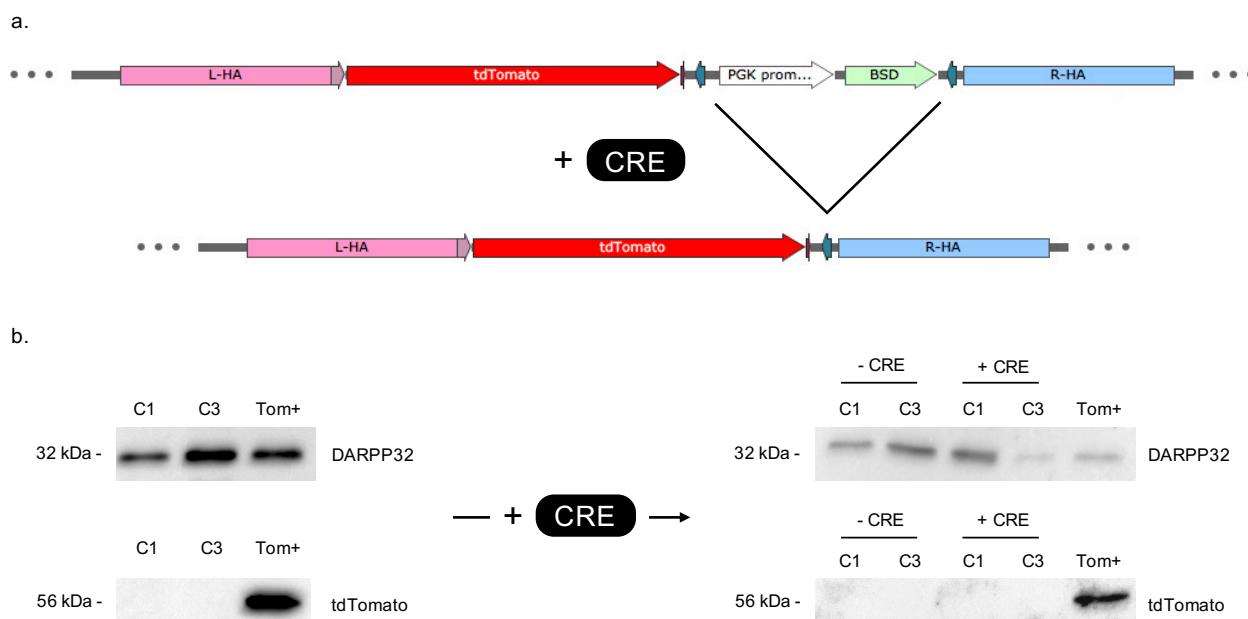 a.
L-HA tdTomato PGK prom... BSD R-HA
+ CRE
L-HA tdTomato R-HA
b.
- CRE + CRE
C1 C3 Tom+
C1 C3 C1 C3 Tom+
32 kDa - DARPP32
32 kDa - DARPP32
+ CRE
- CRE + CRE
C1 C3 Tom+
C1 C3 C1 C3 Tom+
56 kDa - tdTomato
56 kDa - tdTomato